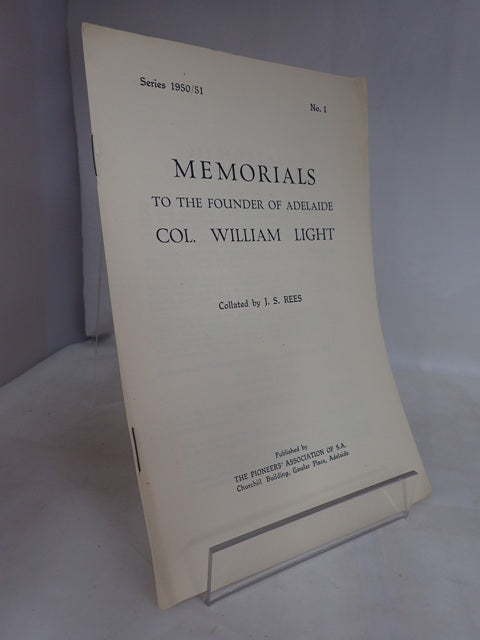 Series 1950/51
No. 1
MEMORIALS
TO THE FOUNDER OF ADELAIDE
COL. WILLIAM LIGHT
Collated by J. S. REES
Published by
THE PIONEERS' ASSOCIATION OF S.A.
Churchill Building, Gawler Place, Adelaide